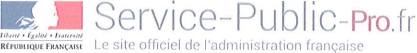 Service-Public-Pro.fr
Liberté • Égalité • Fraternité
RÉPUBLIQUE FRANÇAISE
Le site officiel de l'administration française